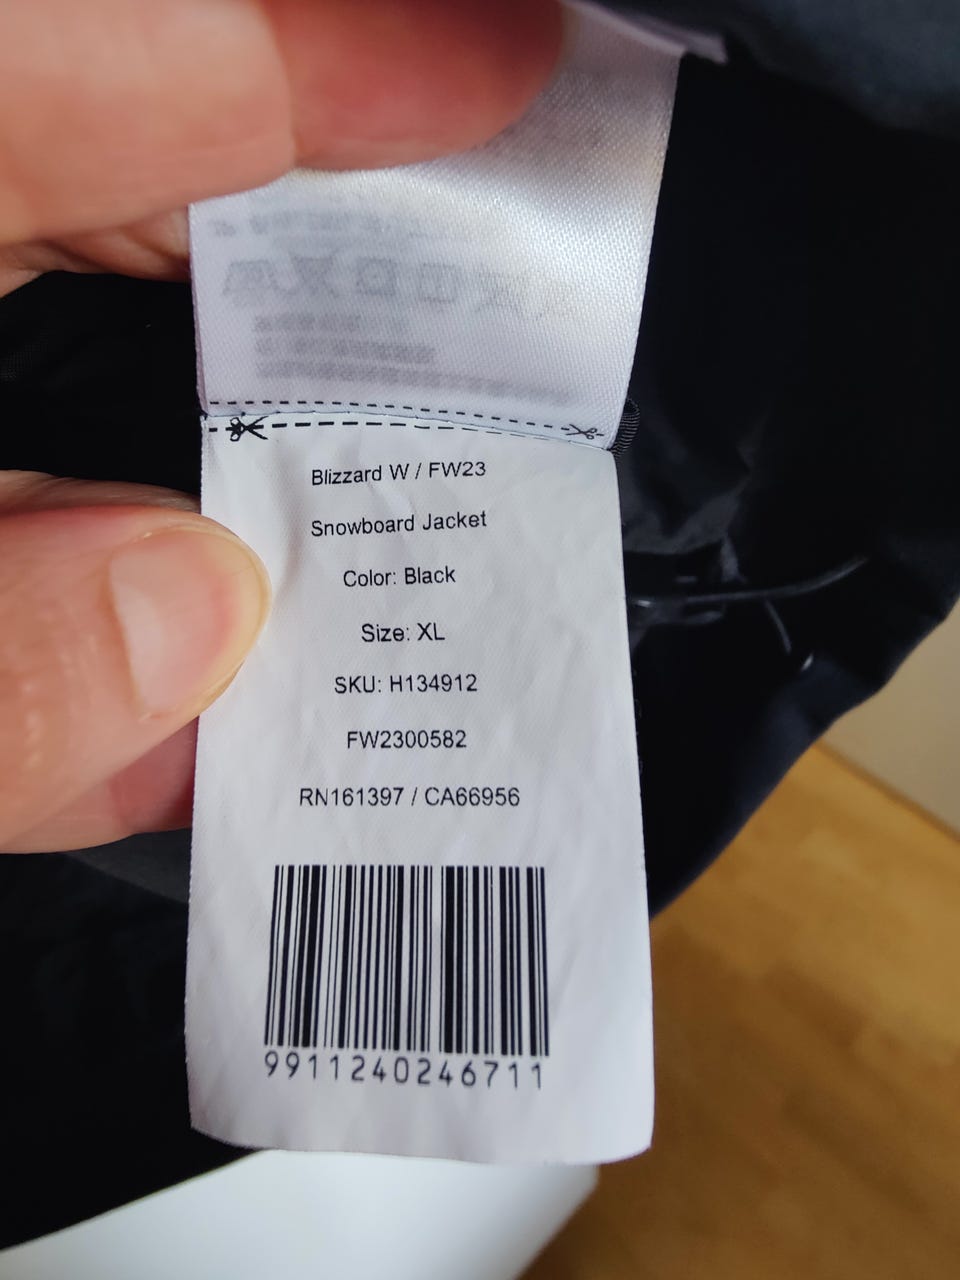 Blizzard W / FW23
Snowboard Jacket
Color: Black
Size: XL
SKU: H134912
FW2300582
RN161397 / CA66956
9911240246711